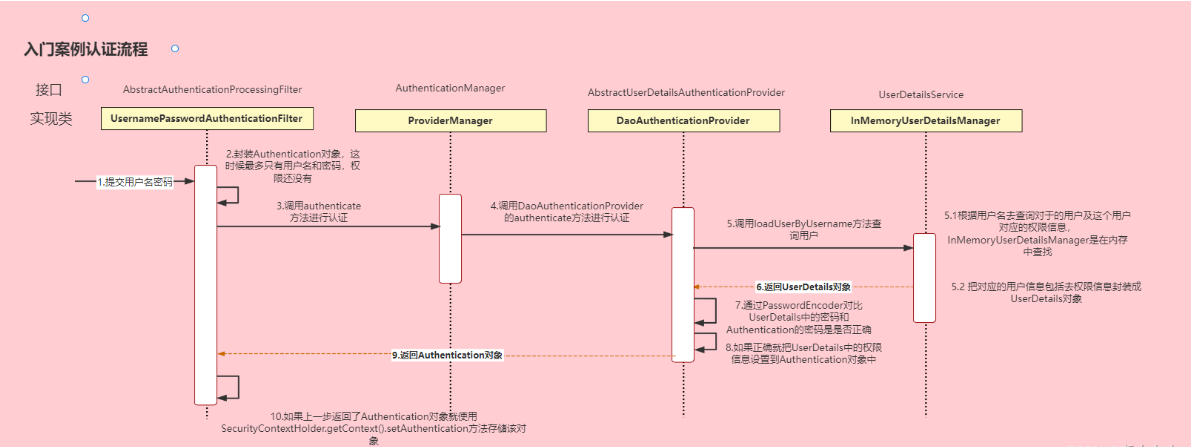 入门案例认证流程
接口
AbstractAuthenticationProcessingFilter
AuthenticationManager
AbstractUserDetailsAuthenticationProvider
UserDetailsService
实现类
UsernamePasswordAuthenticationFilter
ProviderManager
DaoAuthenticationProvider
InMemoryUserDetailsManager
1.提交用户名密码
2.封装Authentication对象，这
时候最多只有用户名和密码，权
限还没有
3.调用authenticate
方法进行认证
4.调用DaoAuthenticationProvider
的authenticate方法进行认证
5.调用loadUserByUsername方法查
询用户
5.1根据用户名去查询对于的用户及这个用户
对应的权限信息，
InMemoryUserDetailsManager是在内存
中查找
5.2 把对应的用户信息包括去权限信息封装成
UserDetails对象
6.返回UserDetails对象
7.通过PasswordEncoder对比
UserDetails中的密码和
Authentication的密码是是否正确
8.如果正确就把UserDetails中的权限
信息设置到Authentication对象中
9.返回Authentication对象
10.如果上一步返回了Authentication对象就使用
SecurityContextHolder.getContext().setAuthentication方法存储该对
象